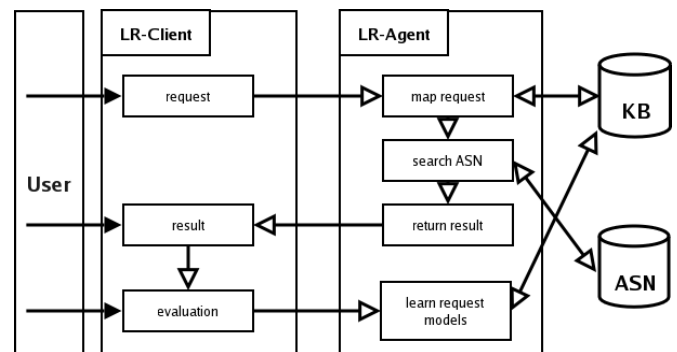 LR-Client
LR-Agent
request
map request
KB
search ASN
User
result
return result
ASN
evaluation
learn request
models